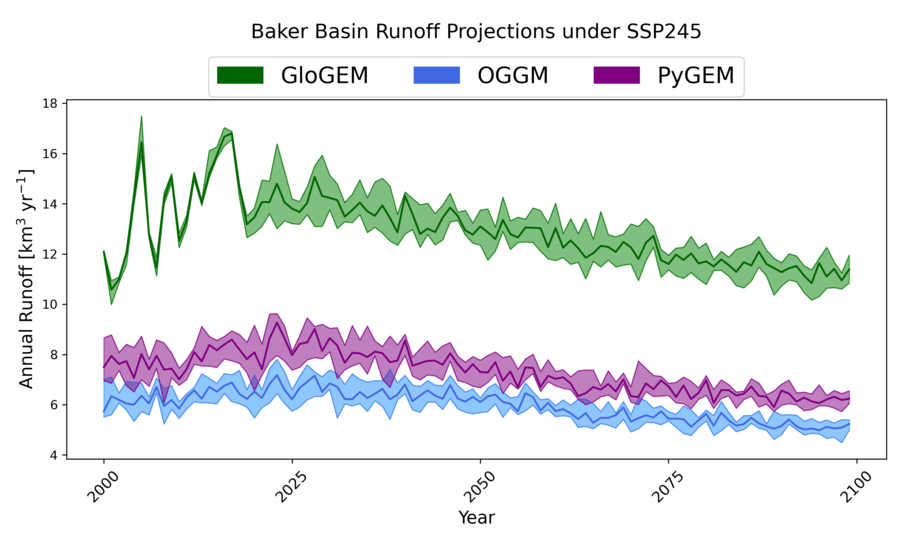 Baker Basin Runoff Projections under SSP245
GloGEM OGGM PyGEM
Annual Runoff [km³ yr⁻¹]
18
16
14
12
10
8
6
4
2000 2025 2050 2075 2100
Year